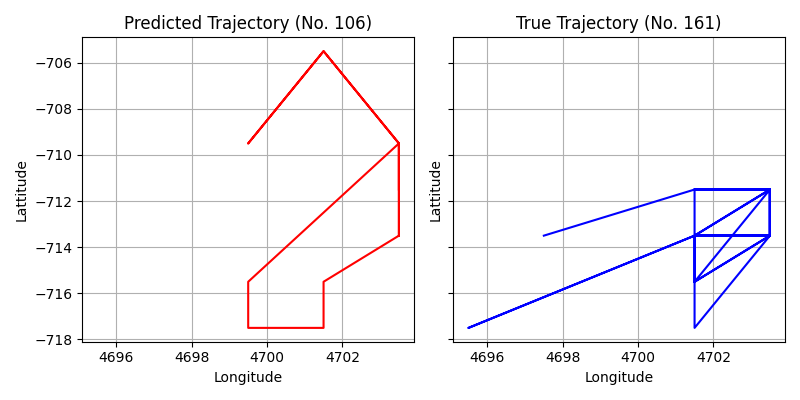 Predicted Trajectory (No. 106)
True Trajectory (No. 161)
−706
−708
−710
−712
−714
−716
−718
Lattitude
Lattitude
4696 4698 4700 4702
4696 4698 4700 4702
Longitude
Longitude